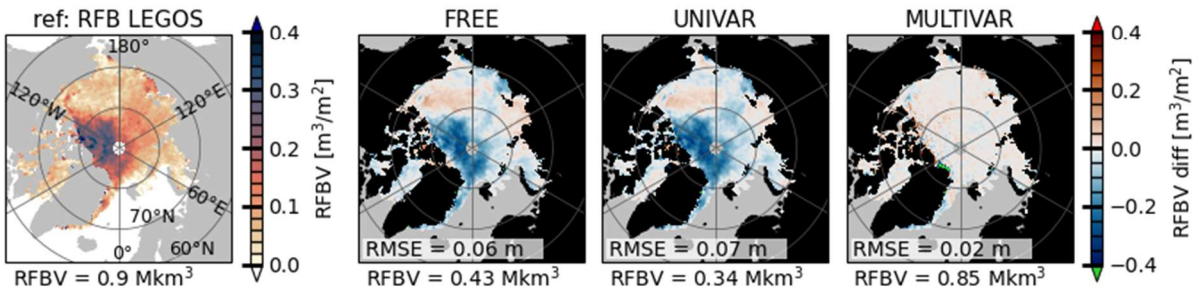 ref: RFB LEGOS
FREE
UNIVAR
MULTIVAR
180°
120°W
120°E
60°E
70°N
0°
60°N
0.4
0.3
0.2
0.1
0.0
RFBV [m³/m²]
RMSE = 0.06 m
RMSE = 0.07 m
RMSE = 0.02 m
0.4
0.2
0.0
−0.2
−0.4
RFBV diff [m³/m²]
RFBV = 0.9 Mkm³
RFBV = 0.43 Mkm³
RFBV = 0.34 Mkm³
RFBV = 0.85 Mkm³